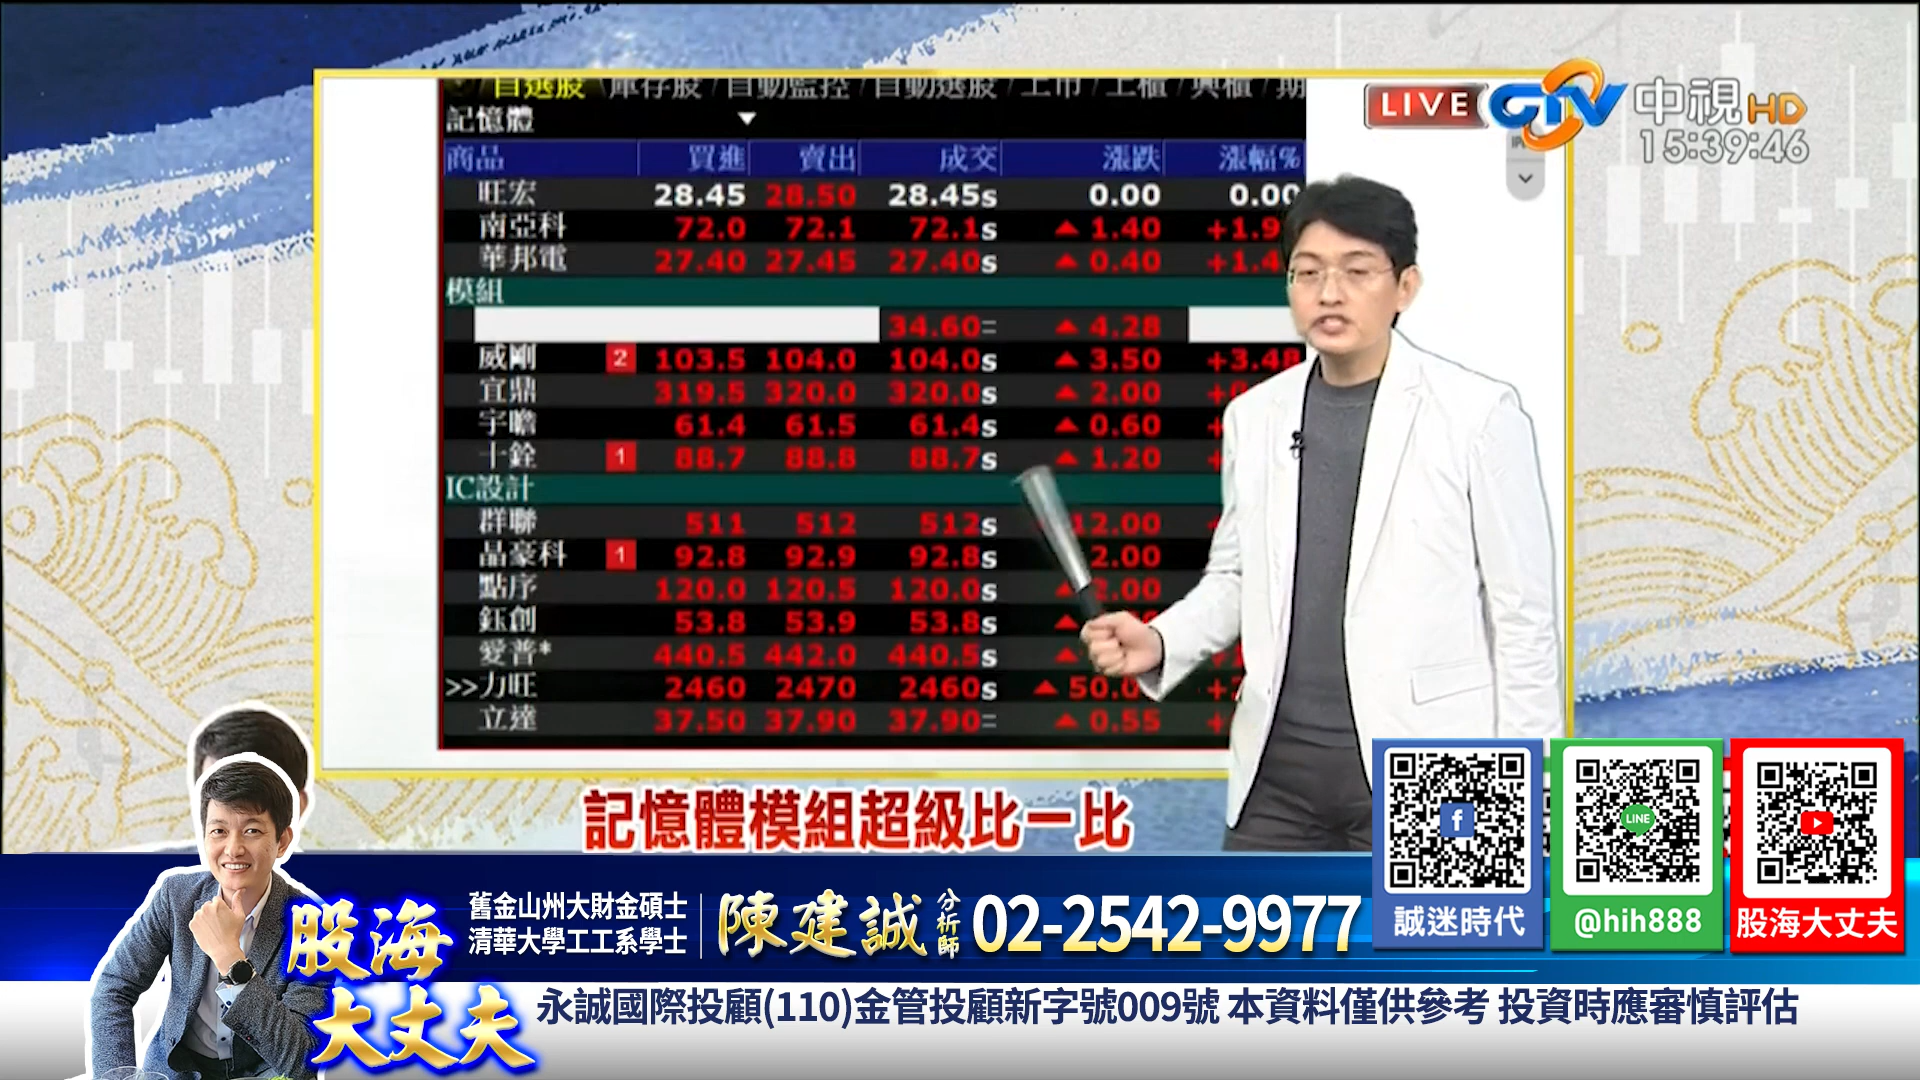 自選股 庫存股 自動監控 自動選股 上市 上櫃 興櫃 期
LIVE CTV 中視HD
15:39:46
記憶體
商品 買進 賣出 成交 漲跌 漲幅%
旺宏 28.45 28.50 28.45s 0.00 0.00
南亞科 72.0 72.1 72.1s ▲ 1.40 +1.9
華邦電 27.40 27.45 27.40s ▲ 0.40 +1.4
模組
34.60= ▲ 4.28
威剛 2 103.5 104.0 104.0s ▲ 3.50 +3.48
宜鼎 319.5 320.0 320.0s ▲ 2.00
宇瞻 61.4 61.5 61.4s ▲ 0.60 +
十銓 1 88.7 88.8 88.7s ▲ 1.20 +
IC設計
群聯 511 512 512s 12.00
晶豪科 1 92.8 92.9 92.8s 2.00
點序 120.0 120.5 120.0s ▲ 2.00
鈺創 53.8 53.9 53.8s ▲
愛普* 440.5 442.0 440.5s ▲
>>力旺 2460 2470 2460s ▲ 50.0
立達 37.50 37.90 37.90= ▲ 0.55 +
記憶體模組超級比一比
股海大丈夫
舊金山州大財金碩士
清華大學工工系學士
陳建誠 分析師 02-2542-9977
LINE
誠迷時代 @hih888 股海大丈夫
永誠國際投顧(110)金管投顧新字號009號 本資料僅供參考 投資時應審慎評估